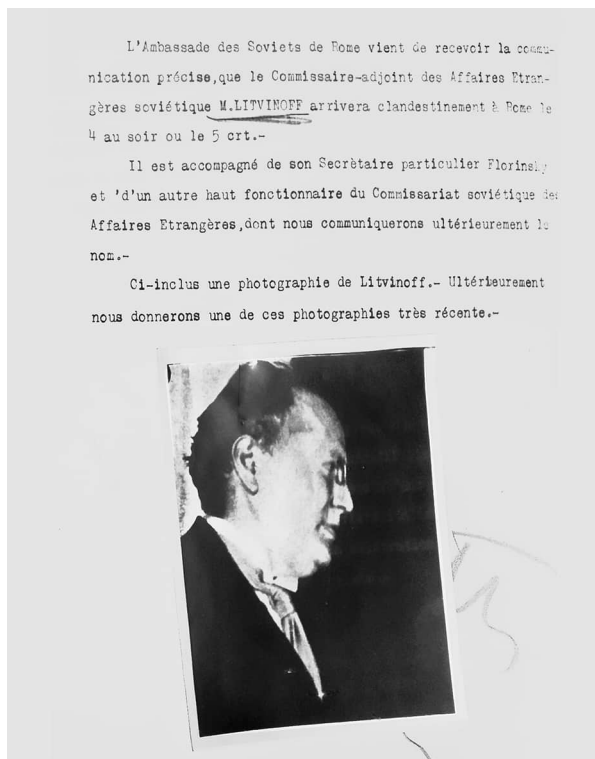 L'Ambassade des Soviets de Rome vient de recevoir la commu-
nication précise,que le Commissaire-adjoint des Affaires Etran-
gères soviétique M.LITVINOFF arrivera clandestinement à Rome le
4 au soir ou le 5 crt.-
Il est accompagné de son Secrètaire particulier Florinsky
et 'd'un autre haut fonctionnaire du Commissariat soviétique des
Affaires Etrangères,dont nous communiquerons ultérieurement le
nom.-
Ci-inclus une photographie de Litvinoff.- Ultérieurement
nous donnerons une de ces photographies très récente.-